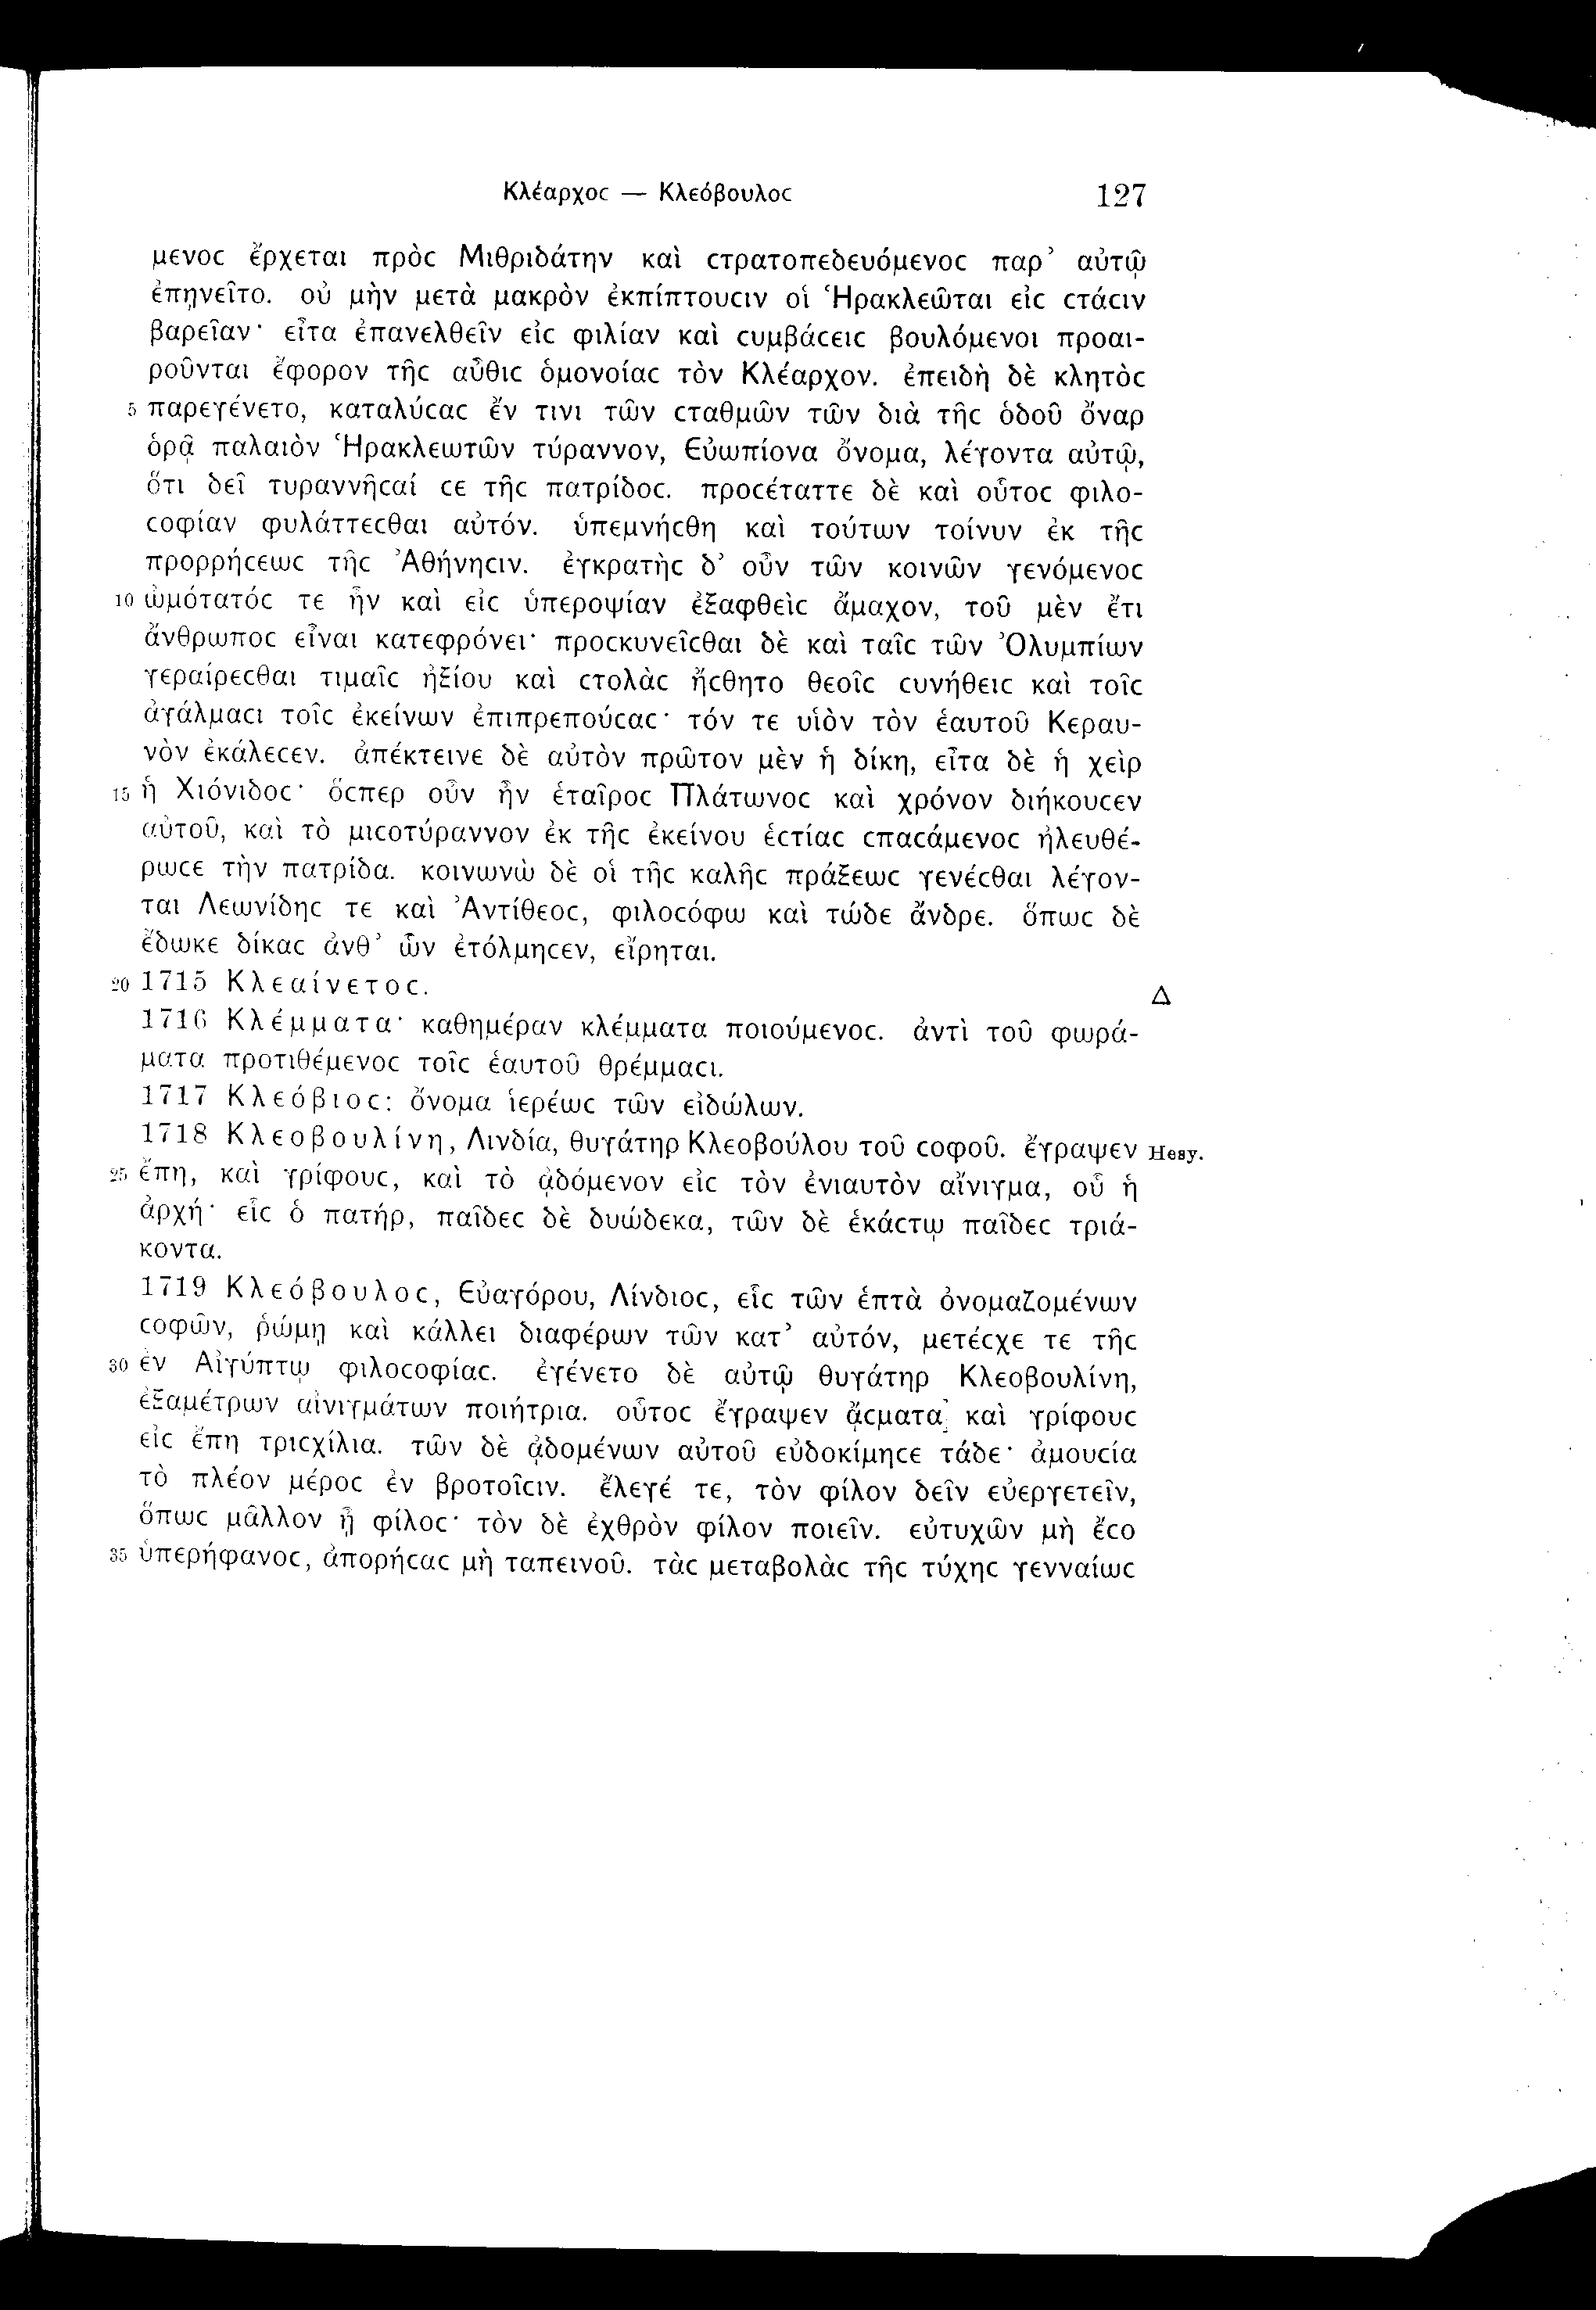 Κλέαρχοϲ — Κλεόβουλοϲ 127
μενοϲ ἔρχεται πρὸϲ Μιθριδάτην καὶ ϲτρατοπεδευόμενοϲ παρ’ αὐτῷ
ἐπῃνεῖτο. οὐ μὴν μετὰ μακρὸν ἐκπίπτουϲιν οἱ Ἡρακλεῶται εἰϲ ϲτάϲιν
βαρεῖαν· εἶτα ἐπανελθεῖν εἰϲ φιλίαν καὶ ϲυμβάϲειϲ βουλόμενοι προαι-
ροῦνται ἔφορον τῆϲ αὖθιϲ ὁμονοίαϲ τὸν Κλέαρχον. ἐπειδὴ δὲ κλητὸϲ
5 παρεγένετο, καταλύϲαϲ ἔν τινι τῶν ϲταθμῶν τῶν διὰ τῆϲ ὁδοῦ ὄναρ
ὁρᾷ παλαιὸν Ἡρακλεωτῶν τύραννον, Εὐωπίονα ὄνομα, λέγοντα αὐτῷ,
ὅτι δεῖ τυραννῆϲαί ϲε τῆϲ πατρίδοϲ. προϲέταττε δὲ καὶ οὗτοϲ φιλο-
ϲοφίαν φυλάττεϲθαι αὐτόν. ὑπεμνήϲθη καὶ τούτων τοίνυν ἐκ τῆϲ
προρρήϲεωϲ τῆϲ Ἀθήνηϲιν. ἐγκρατὴϲ δ’ οὖν τῶν κοινῶν γενόμενοϲ
10 ὠμότατόϲ τε ἦν καὶ εἰϲ ὑπεροψίαν ἐξαφθεὶϲ ἄμαχον, τοῦ μὲν ἔτι
ἄνθρωποϲ εἶναι κατεφρόνει· προϲκυνεῖϲθαι δὲ καὶ ταῖϲ τῶν Ὀλυμπίων
γεραίρεϲθαι τιμαῖϲ ἠξίου καὶ ϲτολὰϲ ἤϲθητο θεοῖϲ ϲυνήθειϲ καὶ τοῖϲ
ἀγάλμαϲι τοῖϲ ἐκείνων ἐπιπρεπούϲαϲ· τόν τε υἱὸν τὸν ἑαυτοῦ Κεραυ-
νὸν ἐκάλεϲεν. ἀπέκτεινε δὲ αὐτὸν πρῶτον μὲν ἡ δίκη, εἶτα δὲ ἡ χεὶρ
15 ἡ Χιόνιδοϲ· ὅϲπερ οὖν ἦν ἑταῖροϲ Πλάτωνοϲ καὶ χρόνον διήκουϲεν
αὐτοῦ, καὶ τὸ μιϲοτύραννον ἐκ τῆϲ ἐκείνου ἑϲτίαϲ ϲπαϲάμενοϲ ἠλευθέ-
ρωϲε τὴν πατρίδα. κοινωνὼ δὲ οἱ τῆϲ καλῆϲ πράξεωϲ γενέϲθαι λέγον-
ται Λεωνίδηϲ τε καὶ Ἀντίθεοϲ, φιλοϲόφω καὶ τώδε ἄνδρε. ὅπωϲ δὲ
ἔδωκε δίκαϲ ἀνθ’ ὧν ἐτόλμηϲεν, εἴρηται.
20 1715 Κλεαίνετοϲ. Δ
1716 Κλέμματα· καθημέραν κλέμματα ποιούμενοϲ. ἀντὶ τοῦ φωρά-
ματα προτιθέμενοϲ τοῖϲ ἑαυτοῦ θρέμμαϲι.
1717 Κλεόβιοϲ: ὄνομα ἱερέωϲ τῶν εἰδώλων.
1718 Κλεοβουλίνη, Λινδία, θυγάτηρ Κλεοβούλου τοῦ ϲοφοῦ. ἔγραψεν Hesy.
25 ἔπη, καὶ γρίφουϲ, καὶ τὸ ᾀδόμενον εἰϲ τὸν ἐνιαυτὸν αἴνιγμα, οὗ ἡ
ἀρχή· εἷϲ ὁ πατήρ, παῖδεϲ δὲ δυώδεκα, τῶν δὲ ἑκάϲτῳ παῖδεϲ τριά-
κοντα.
1719 Κλεόβουλοϲ, Εὐαγόρου, Λίνδιοϲ, εἷϲ τῶν ἑπτὰ ὀνομαζομένων
ϲοφῶν, ῥώμῃ καὶ κάλλει διαφέρων τῶν κατ’ αὐτόν, μετέϲχε τε τῆϲ
30 ἐν Αἰγύπτῳ φιλοϲοφίαϲ. ἐγένετο δὲ αὐτῷ θυγάτηρ Κλεοβουλίνη,
ἑξαμέτρων αἰνιγμάτων ποιήτρια. οὗτοϲ ἔγραψεν ᾄϲματα καὶ γρίφουϲ
εἰϲ ἔπη τριϲχίλια. τῶν δὲ ᾀδομένων αὐτοῦ εὐδοκίμηϲε τάδε· ἀμουϲία
τὸ πλέον μέροϲ ἐν βροτοῖϲιν. ἔλεγέ τε, τὸν φίλον δεῖν εὐεργετεῖν,
ὅπωϲ μᾶλλον ᾖ φίλοϲ· τὸν δὲ ἐχθρὸν φίλον ποιεῖν. εὐτυχῶν μὴ ἔϲο
35 ὑπερήφανοϲ, ἀπορήϲαϲ μὴ ταπεινοῦ. τὰϲ μεταβολὰϲ τῆϲ τύχηϲ γενναίωϲ